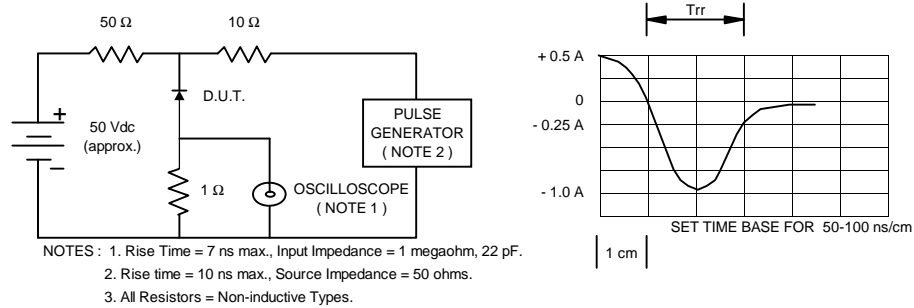 50 Ω
10 Ω
+
50 Vdc
(approx.)
D.U.T.
1 Ω
OSCILLOSCOPE
( NOTE 1 )
PULSE
GENERATOR
( NOTE 2 )
Trr
+ 0.5 A
0
- 0.25 A
- 1.0 A
SET TIME BASE FOR 50-100 ns/cm
1 cm
NOTES : 1. Rise Time = 7 ns max., Input Impedance = 1 megaohm, 22 pF.
2. Rise time = 10 ns max., Source Impedance = 50 ohms.
3. All Resistors = Non-inductive Types.